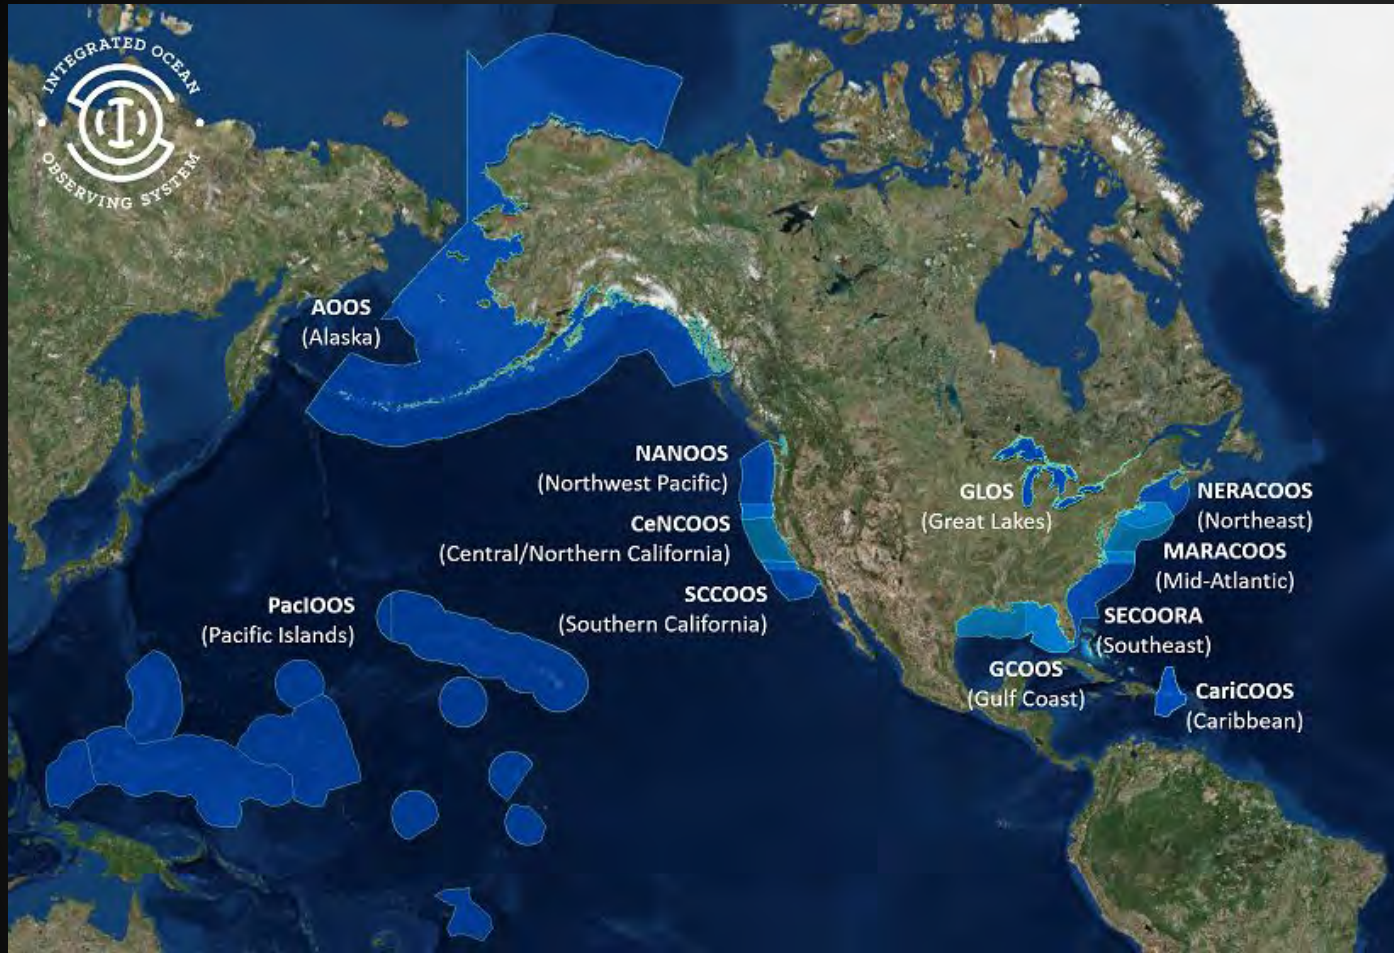 INTEGRATED OCEAN
OBSERVING SYSTEM
AOOS
(Alaska)
NANOOS
(Northwest Pacific)
CeNCOOS
(Central/Northern California)
SCCOOS
(Southern California)
PacIOOS
(Pacific Islands)
GLOS
(Great Lakes)
NERACOOS
(Northeast)
MARACOOS
(Mid-Atlantic)
SECOORA
(Southeast)
GCOOS
(Gulf Coast)
CariCOOS
(Caribbean)